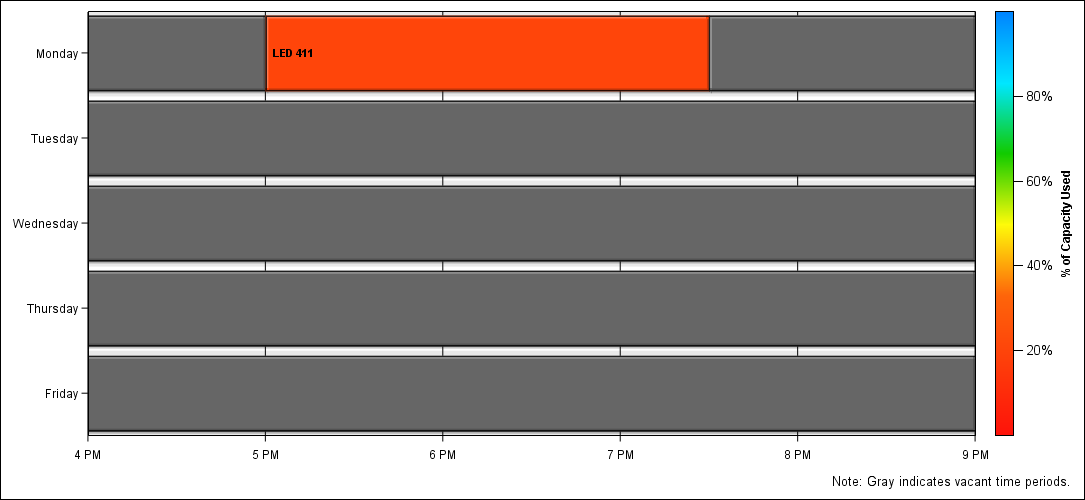 Monday
LED 411
Tuesday
Wednesday
Thursday
Friday
4 PM
5 PM
6 PM
7 PM
8 PM
9 PM
80%
60%
40%
20%
% of Capacity Used
Note: Gray indicates vacant time periods.